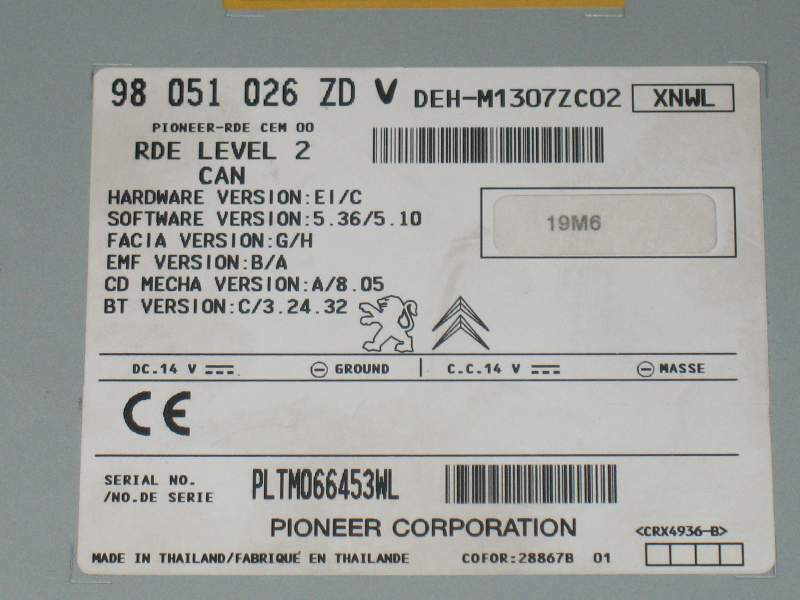 98 051 026 ZD V DEH-M1307ZC02 XNWL
PIONEER-RDE CEM 00
RDE LEVEL 2
CAN
HARDWARE VERSION:EI/C
SOFTWARE VERSION:5.36/5.10
19M6
FACIA VERSION:G/H
EMF VERSION:B/A
CD MECHA VERSION:A/8.05
BT VERSION:C/3.24.32
DC.14 V GROUND C.C.14 V MASSE
CE
SERIAL NO.
/NO.DE SERIE PLTM066453WL
PIONEER CORPORATION <CRX4936-B>
MADE IN THAILAND/FABRIQUÉ EN THAILANDE COFOR:28867B 01